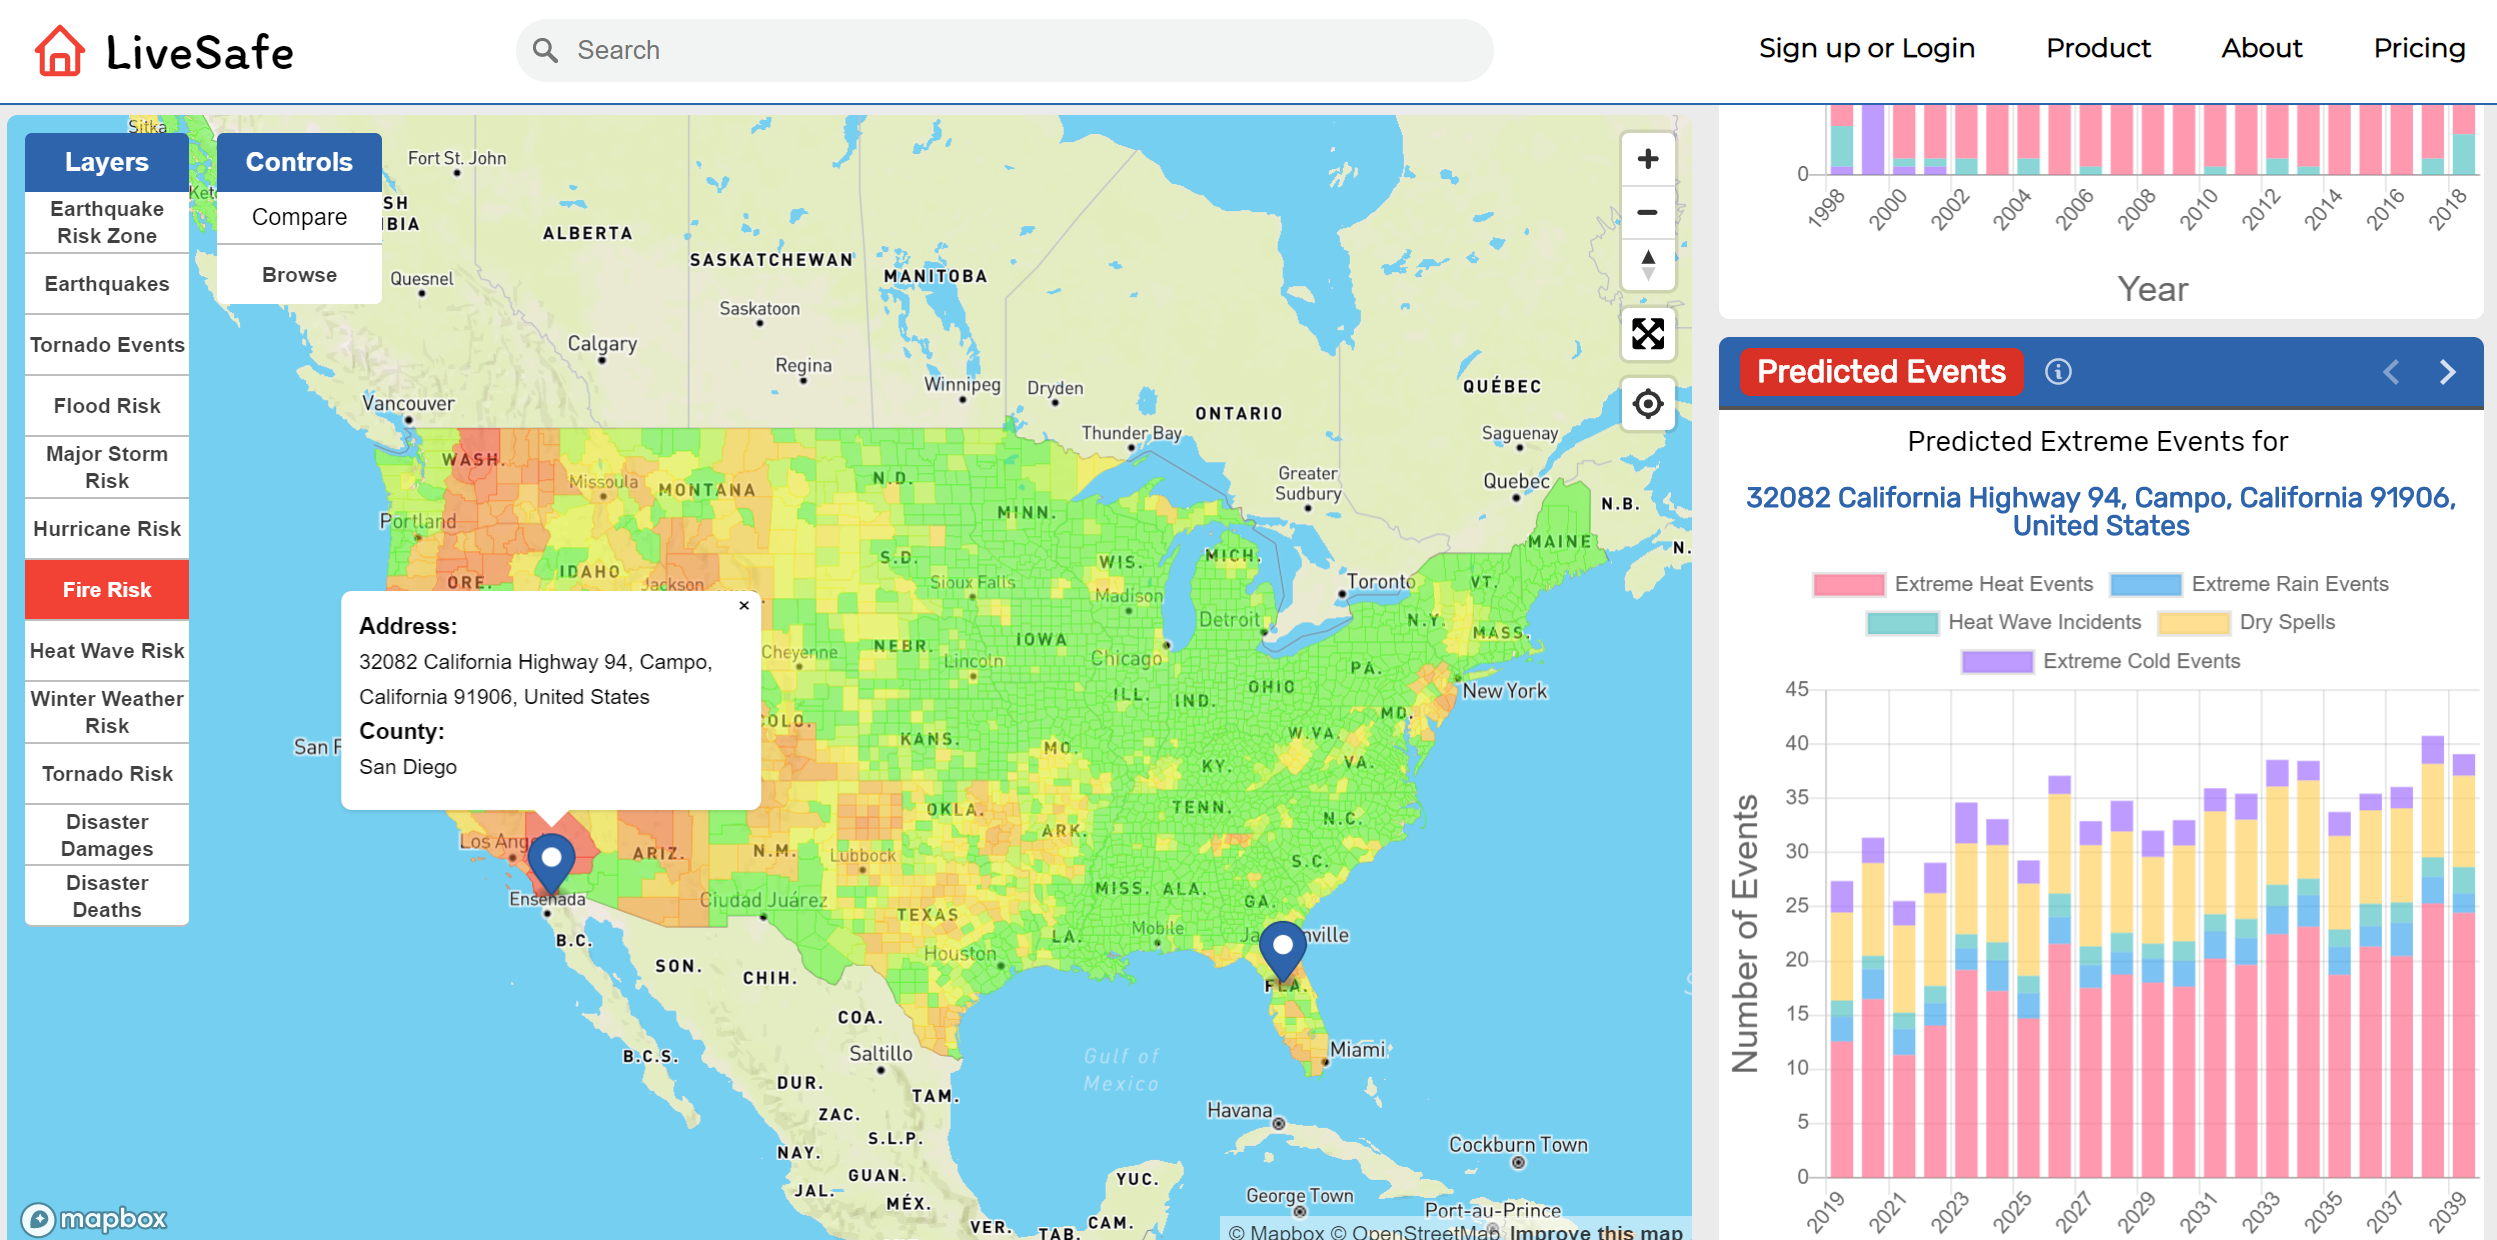 LiveSafe
Search
Sign up or Login
Product
About
Pricing
Layers
Earthquake
Risk Zone
Earthquakes
Tornado Events
Flood Risk
Major Storm
Risk
Hurricane Risk
Fire Risk
Heat Wave Risk
Winter Weather
Risk
Tornado Risk
Disaster
Damages
Disaster
Deaths
Controls
Compare
Browse
Sitka
Fort St. John
ALBERTA
SASKATCHEWAN
MANITOBA
Quesnel
Saskatoon
Calgary
Regina
Winnipeg
Dryden
ONTARIO
QUÉBEC
Vancouver
Thunder Bay
Saguenay
Greater
Sudbury
Quebec
N.B.
WASH.
Missoula
MONTANA
N.D.
MINN.
Portland
MAINE
ORE.
IDAHO
Jackson
S.D.
Sioux Falls
WIS.
Madison
MICH.
Toronto
VT.
Detroit
N.Y.
MASS.
Cheyenne
NEBR.
Lincoln
IOWA
Chicago
PA.
New York
ILL.
IND.
OHIO
MD.
COLO.
KANS.
MO.
W.VA.
VA.
KY.
OKLA.
TENN.
N.C.
ARK.
ARIZ.
N.M.
Lubbock
S.C.
MISS.
ALA.
GA.
Ensenada
Ciudad Juárez
TEXAS
LA.
Mobile
Houston
FLA.
B.C.
SON.
CHIH.
COA.
Saltillo
B.C.S.
Gulf of
Mexico
Miami
DUR.
TAM.
ZAC.
Havana
S.L.P.
NAY.
GUAN.
JAL.
MÉX.
YUC.
Cockburn Town
George Town
Port-au-Prince
VER.
TAB.
CAM.
Address:
32082 California Highway 94, Campo,
California 91906, United States
County:
San Diego
×
mapbox
© Mapbox © OpenStreetMap Improve this map
0
1998 2000 2002 2004 2006 2008 2010 2012 2014 2016 2018
Year
Predicted Events
Predicted Extreme Events for
32082 California Highway 94, Campo, California 91906,
United States
Extreme Heat Events
Extreme Rain Events
Heat Wave Incidents
Dry Spells
Extreme Cold Events
Number of Events
45
40
35
30
25
20
15
10
5
0
2019 2021 2023 2025 2027 2029 2031 2033 2035 2037 2039